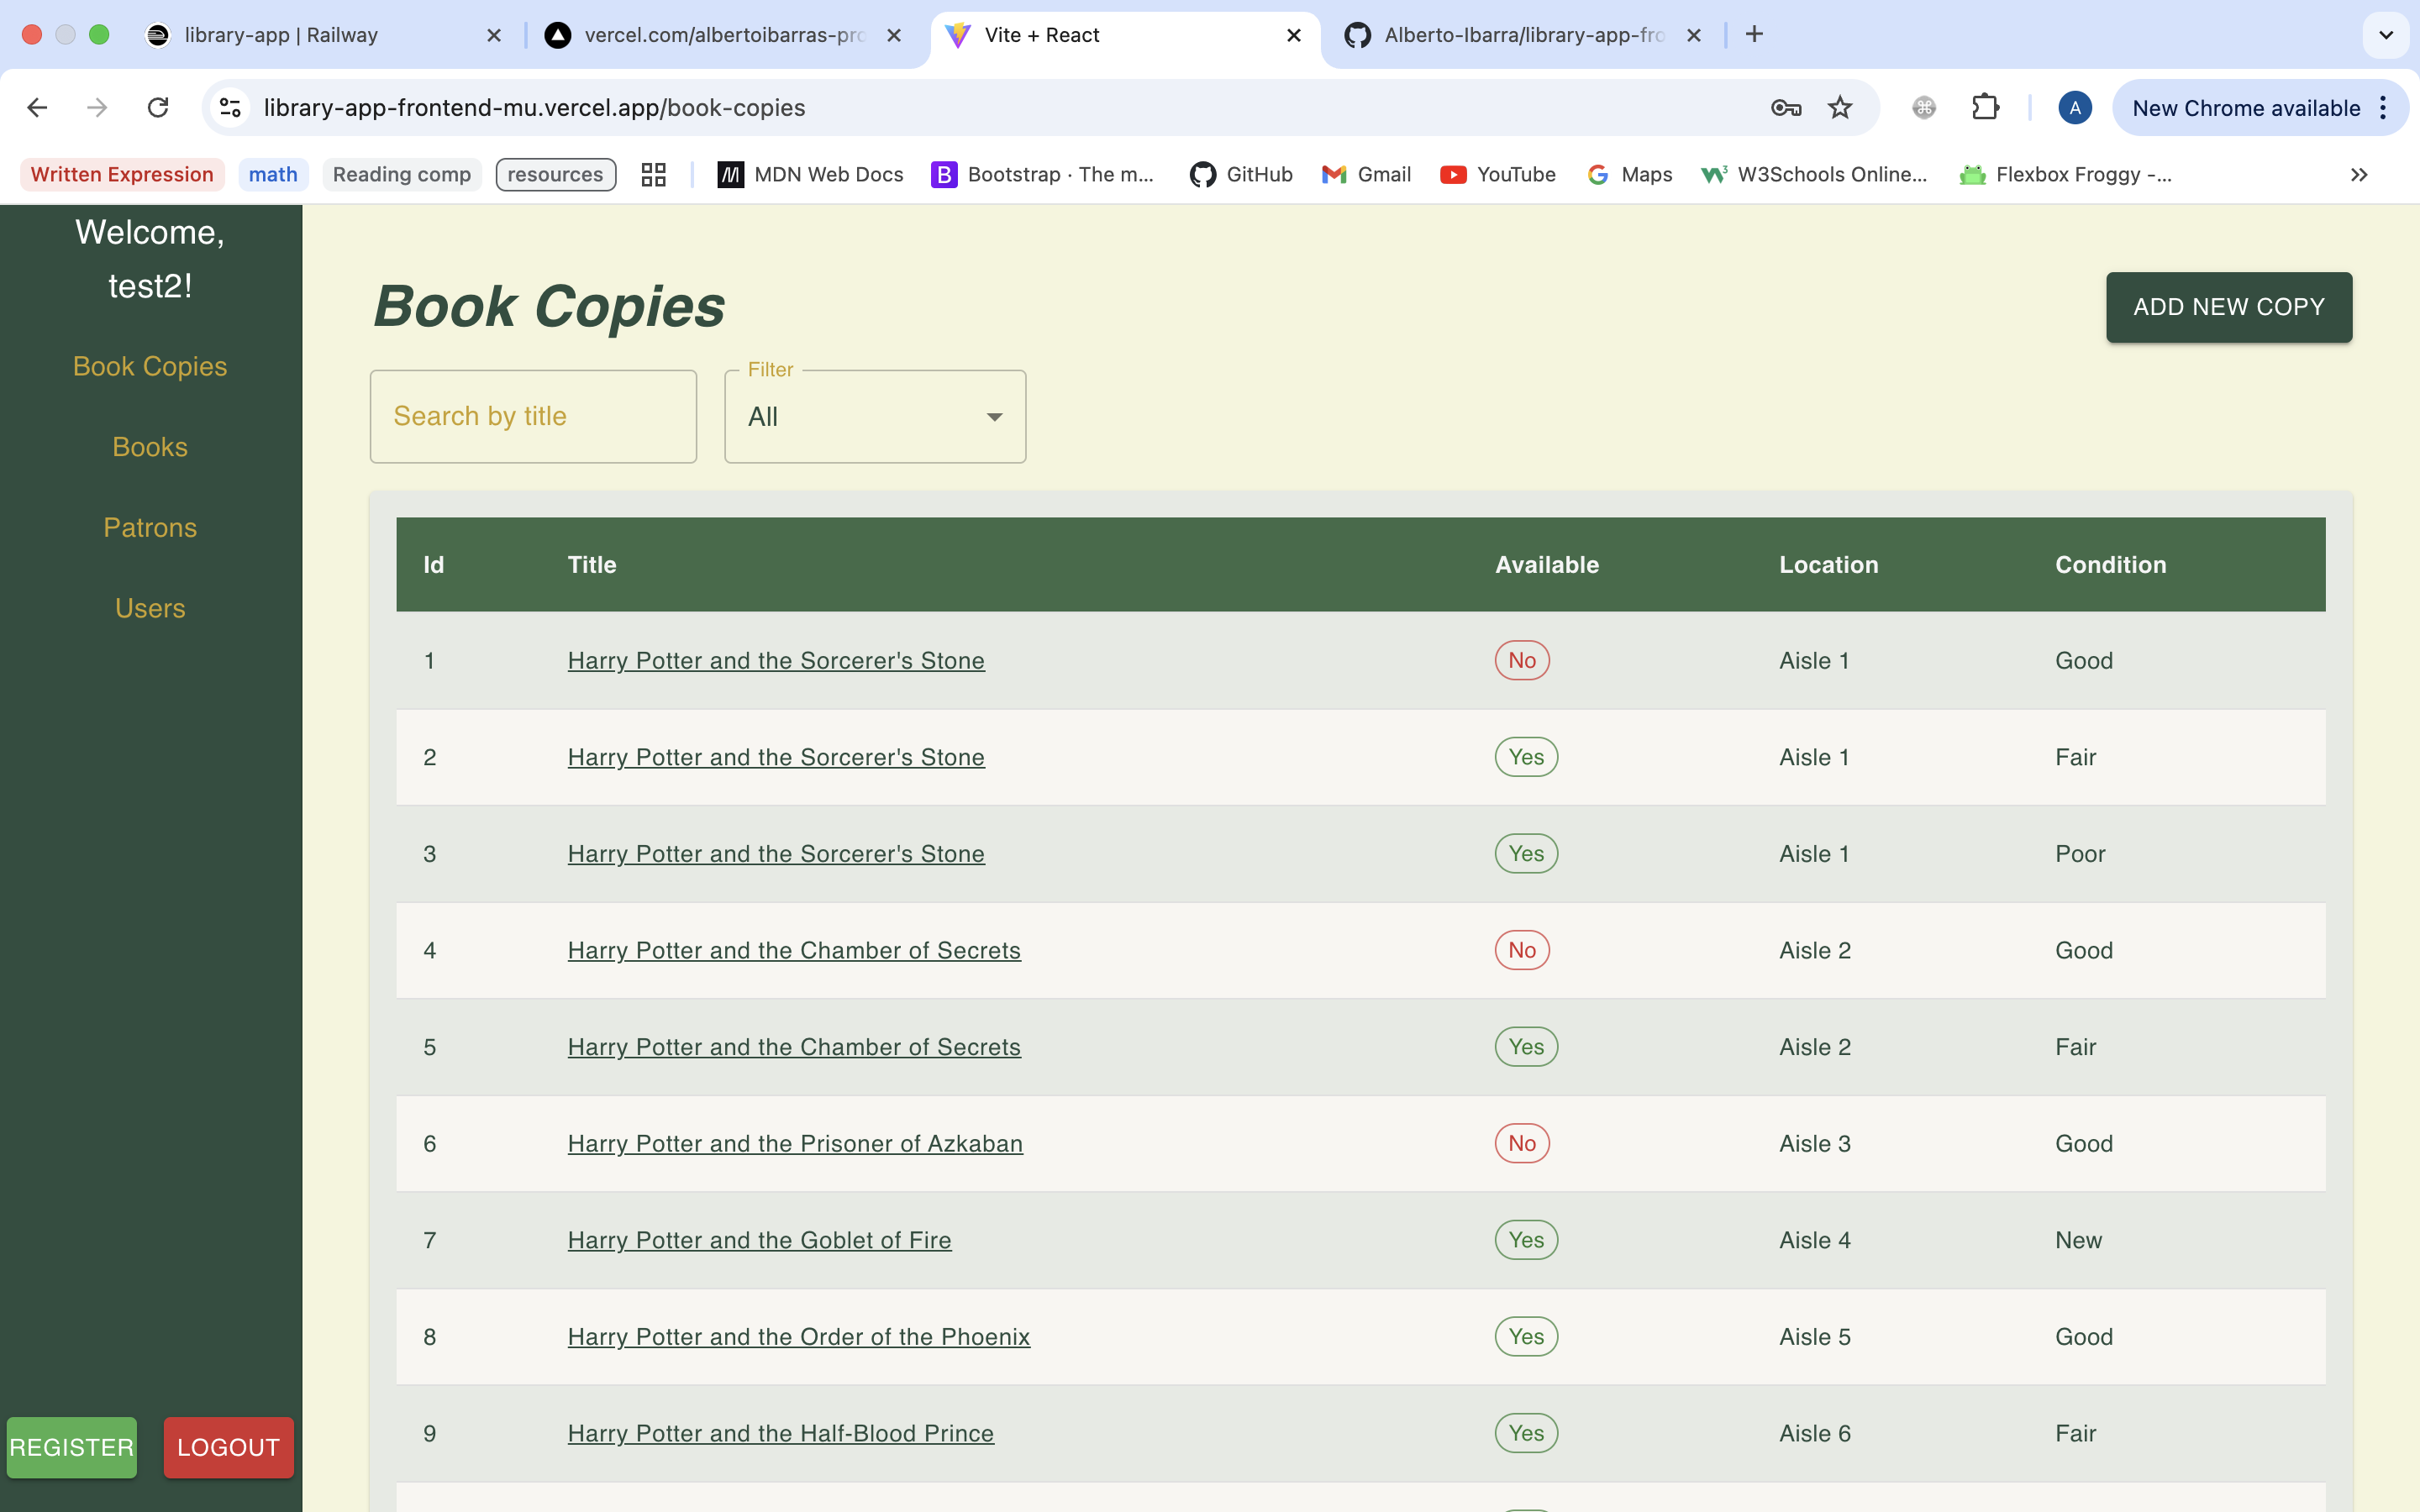 library-app | Railway
vercel.com/albertoibarras-pro
Vite + React
Alberto-Ibarra/library-app-fro
library-app-frontend-mu.vercel.app/book-copies
A
New Chrome available
Written Expression
math
Reading comp
resources
MDN Web Docs
Bootstrap · The m...
GitHub
Gmail
YouTube
Maps
W3Schools Online...
Flexbox Froggy -...
Welcome,
test2!
Book Copies
Books
Patrons
Users
REGISTER
LOGOUT
Book Copies
ADD NEW COPY
Search by title
Filter
All
Id Title Available Location Condition
1 Harry Potter and the Sorcerer's Stone No Aisle 1 Good
2 Harry Potter and the Sorcerer's Stone Yes Aisle 1 Fair
3 Harry Potter and the Sorcerer's Stone Yes Aisle 1 Poor
4 Harry Potter and the Chamber of Secrets No Aisle 2 Good
5 Harry Potter and the Chamber of Secrets Yes Aisle 2 Fair
6 Harry Potter and the Prisoner of Azkaban No Aisle 3 Good
7 Harry Potter and the Goblet of Fire Yes Aisle 4 New
8 Harry Potter and the Order of the Phoenix Yes Aisle 5 Good
9 Harry Potter and the Half-Blood Prince Yes Aisle 6 Fair